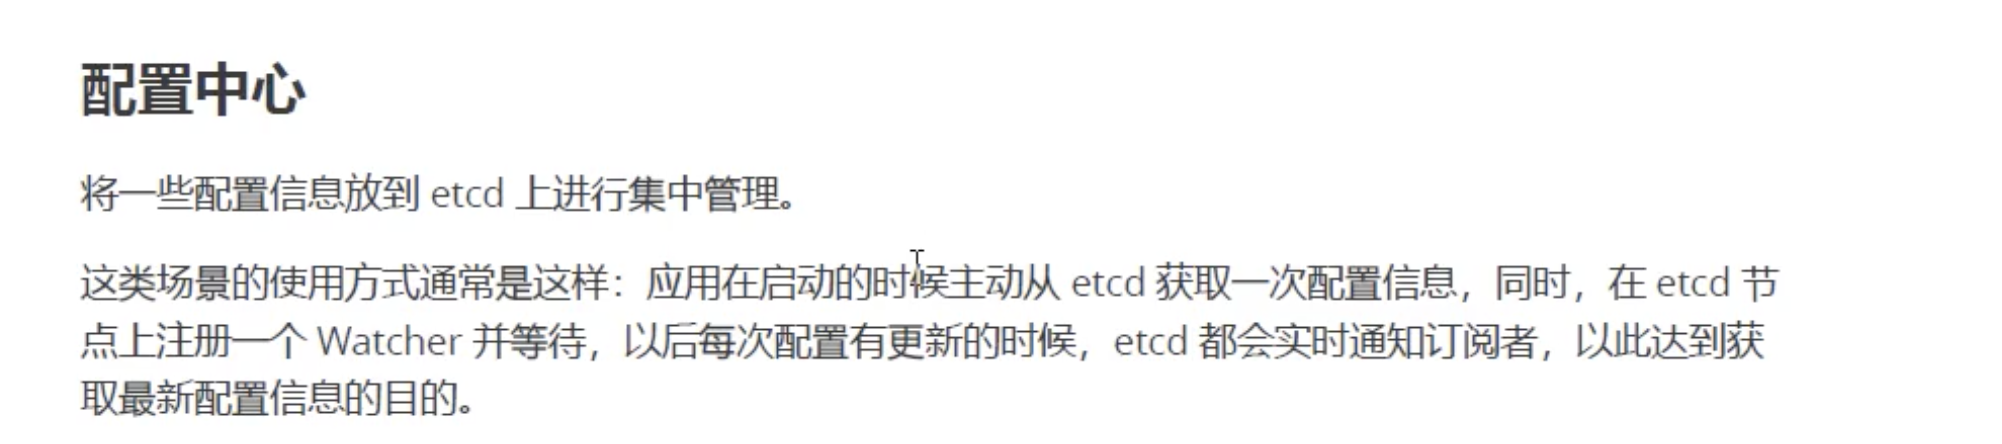 配置中心
将一些配置信息放到 etcd 上进行集中管理。
这类场景的使用方式通常是这样：应用在启动的时候主动从 etcd 获取一次配置信息，同时，在 etcd 节
点上注册一个 Watcher 并等待，以后每次配置有更新的时候，etcd 都会实时通知订阅者，以此达到获
取最新配置信息的目的。